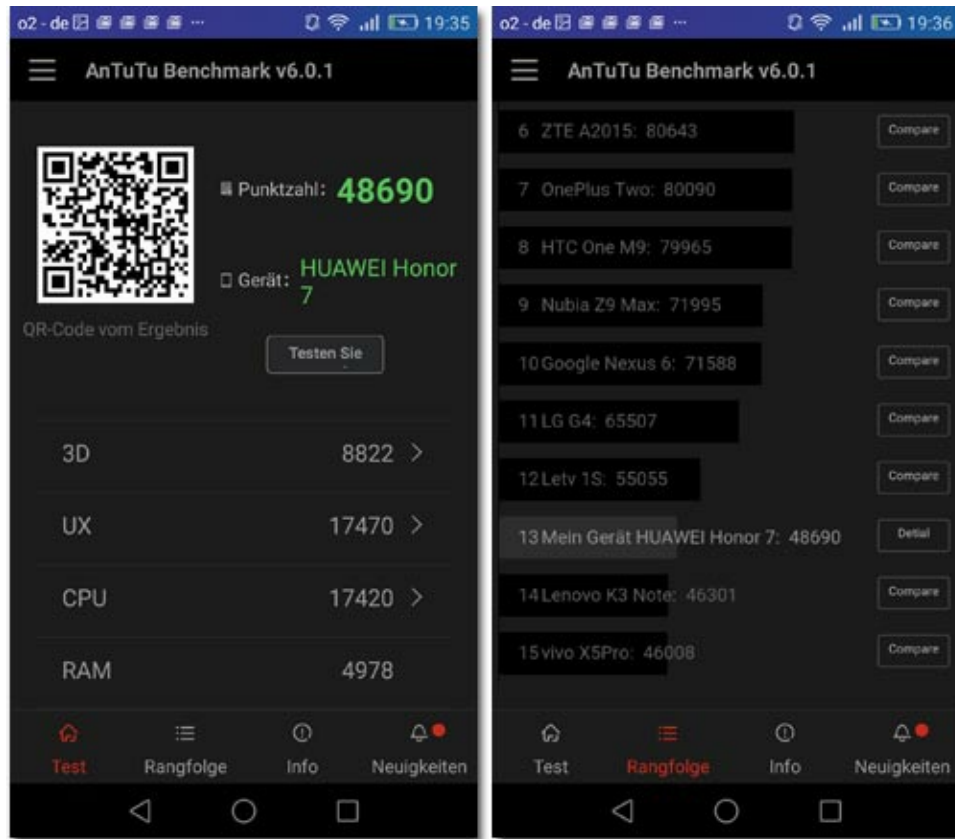 o2 - de
19:35
AnTuTu Benchmark v6.0.1
Punktzahl: 48690
Gerät: HUAWEI Honor 7
QR-Code vom Ergebnis
Testen Sie
3D 8822
UX 17470
CPU 17420
RAM 4978
Test Rangfolge Info Neuigkeiten
o2 - de
19:36
AnTuTu Benchmark v6.0.1
6 ZTE A2015: 80643 Compare
7 OnePlus Two: 80090 Compare
8 HTC One M9: 79965 Compare
9 Nubia Z9 Max: 71995 Compare
10 Google Nexus 6: 71588 Compare
11 LG G4: 65507 Compare
12 Letv 1S: 55055 Compare
13 Mein Gerät HUAWEI Honor 7: 48690 Detial
14 Lenovo K3 Note: 46301 Compare
15 vivo X5Pro: 46008 Compare
Test Rangfolge Info Neuigkeiten